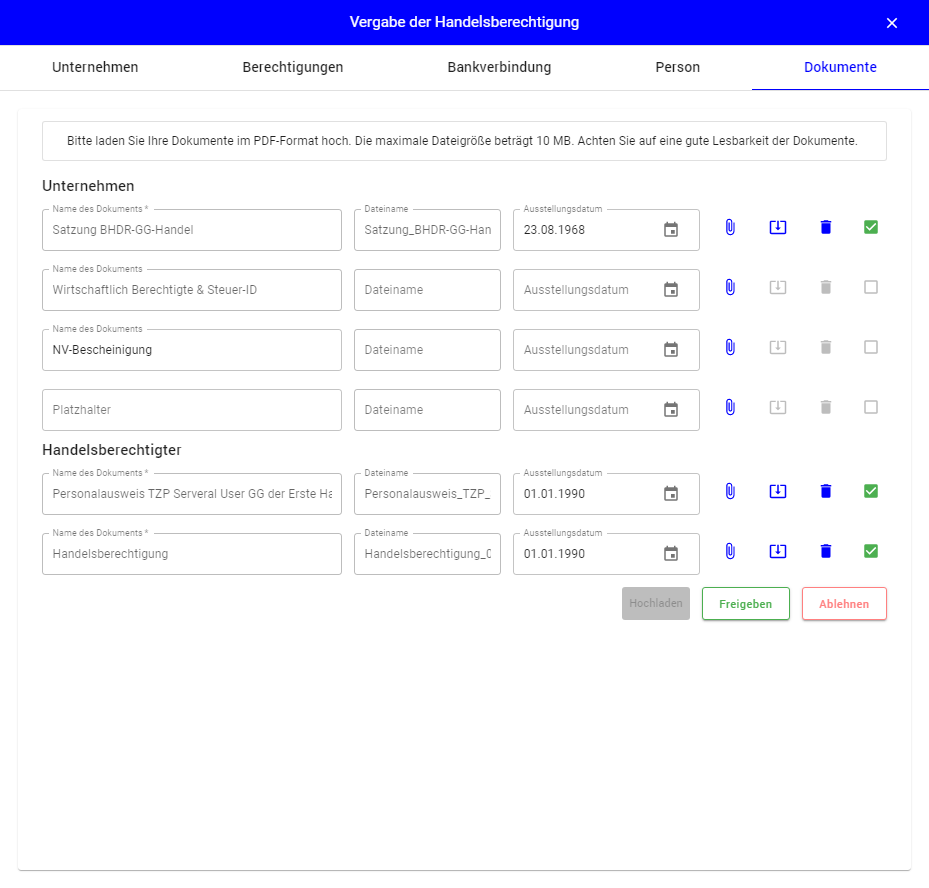 Vergabe der Handelsberechtigung
Unternehmen Berechtigungen Bankverbindung Person Dokumente
Bitte laden Sie Ihre Dokumente im PDF-Format hoch. Die maximale Dateigröße beträgt 10 MB. Achten Sie auf eine gute Lesbarkeit der Dokumente.
Unternehmen
Name des Dokuments * Dateiname Ausstellungsdatum
Satzung BHDR-GG-Handel Satzung_BHDR-GG-Han 23.08.1968
Name des Dokuments
Wirtschaftlich Berechtigte & Steuer-ID Dateiname Ausstellungsdatum
Name des Dokuments
NV-Bescheinigung Dateiname Ausstellungsdatum
Platzhalter Dateiname Ausstellungsdatum
Handelsberechtigter
Name des Dokuments * Dateiname Ausstellungsdatum
Personalausweis TZP Serveral User GG der Erste Ha Personalausweis_TZP_ 01.01.1990
Name des Dokuments * Dateiname Ausstellungsdatum
Handelsberechtigung Handelsberechtigung_0 01.01.1990
Hochladen Freigeben Ablehnen